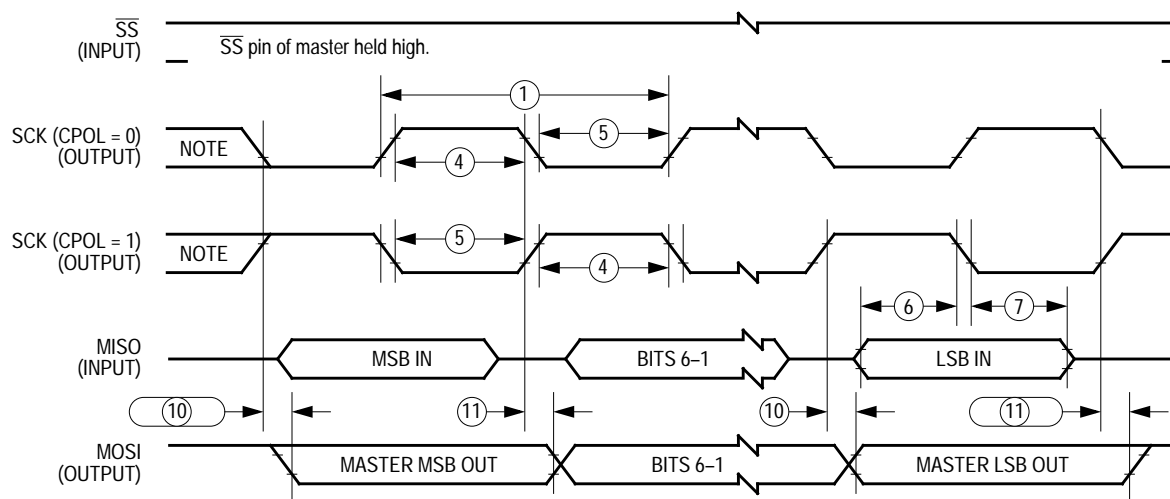 SS
(INPUT)
SS pin of master held high.
1
SCK (CPOL = 0)
(OUTPUT)
NOTE
5
4
SCK (CPOL = 1)
(OUTPUT)
NOTE
5
4
6
7
MISO
(INPUT)
MSB IN
BITS 6–1
LSB IN
10
11
10
11
MOSI
(OUTPUT)
MASTER MSB OUT
BITS 6–1
MASTER LSB OUT